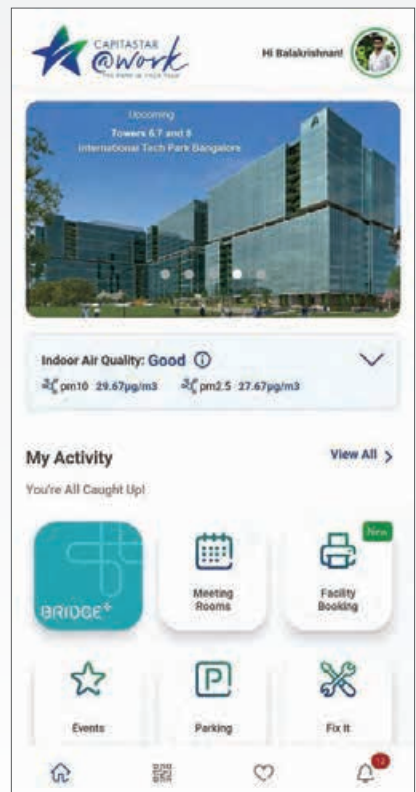 CAPITASTAR
@work
Hi Balakrishnan!
Upcoming
Towers 6,7 and 8
International Tech Park Bangalore
Indoor Air Quality: Good
pm10 29.67µg/m3 pm2.5 27.67µg/m3
My Activity
View All >
You're All Caught Up!
BRIDGE+
Meeting
Rooms
New
Facility
Booking
Events
P
Parking
Fix It
12